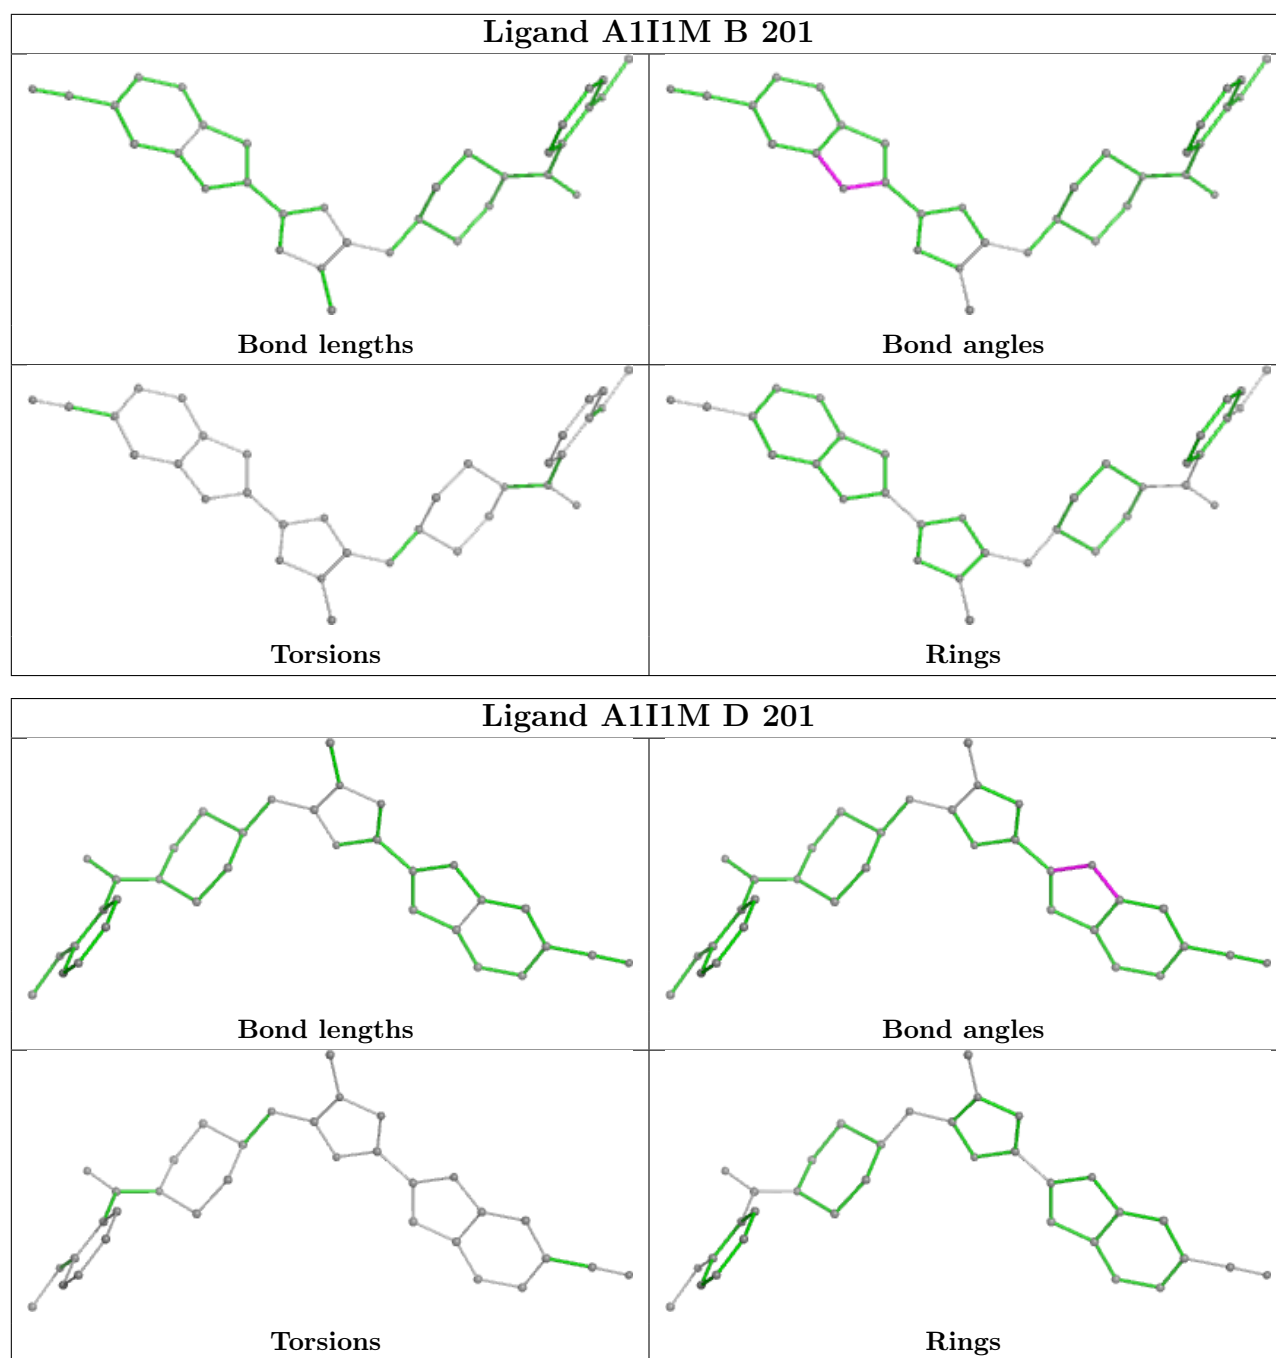 Ligand A1I1M B 201
Bond lengths
Bond angles
Torsions
Rings
Ligand A1I1M D 201
Bond lengths
Bond angles
Torsions
Rings